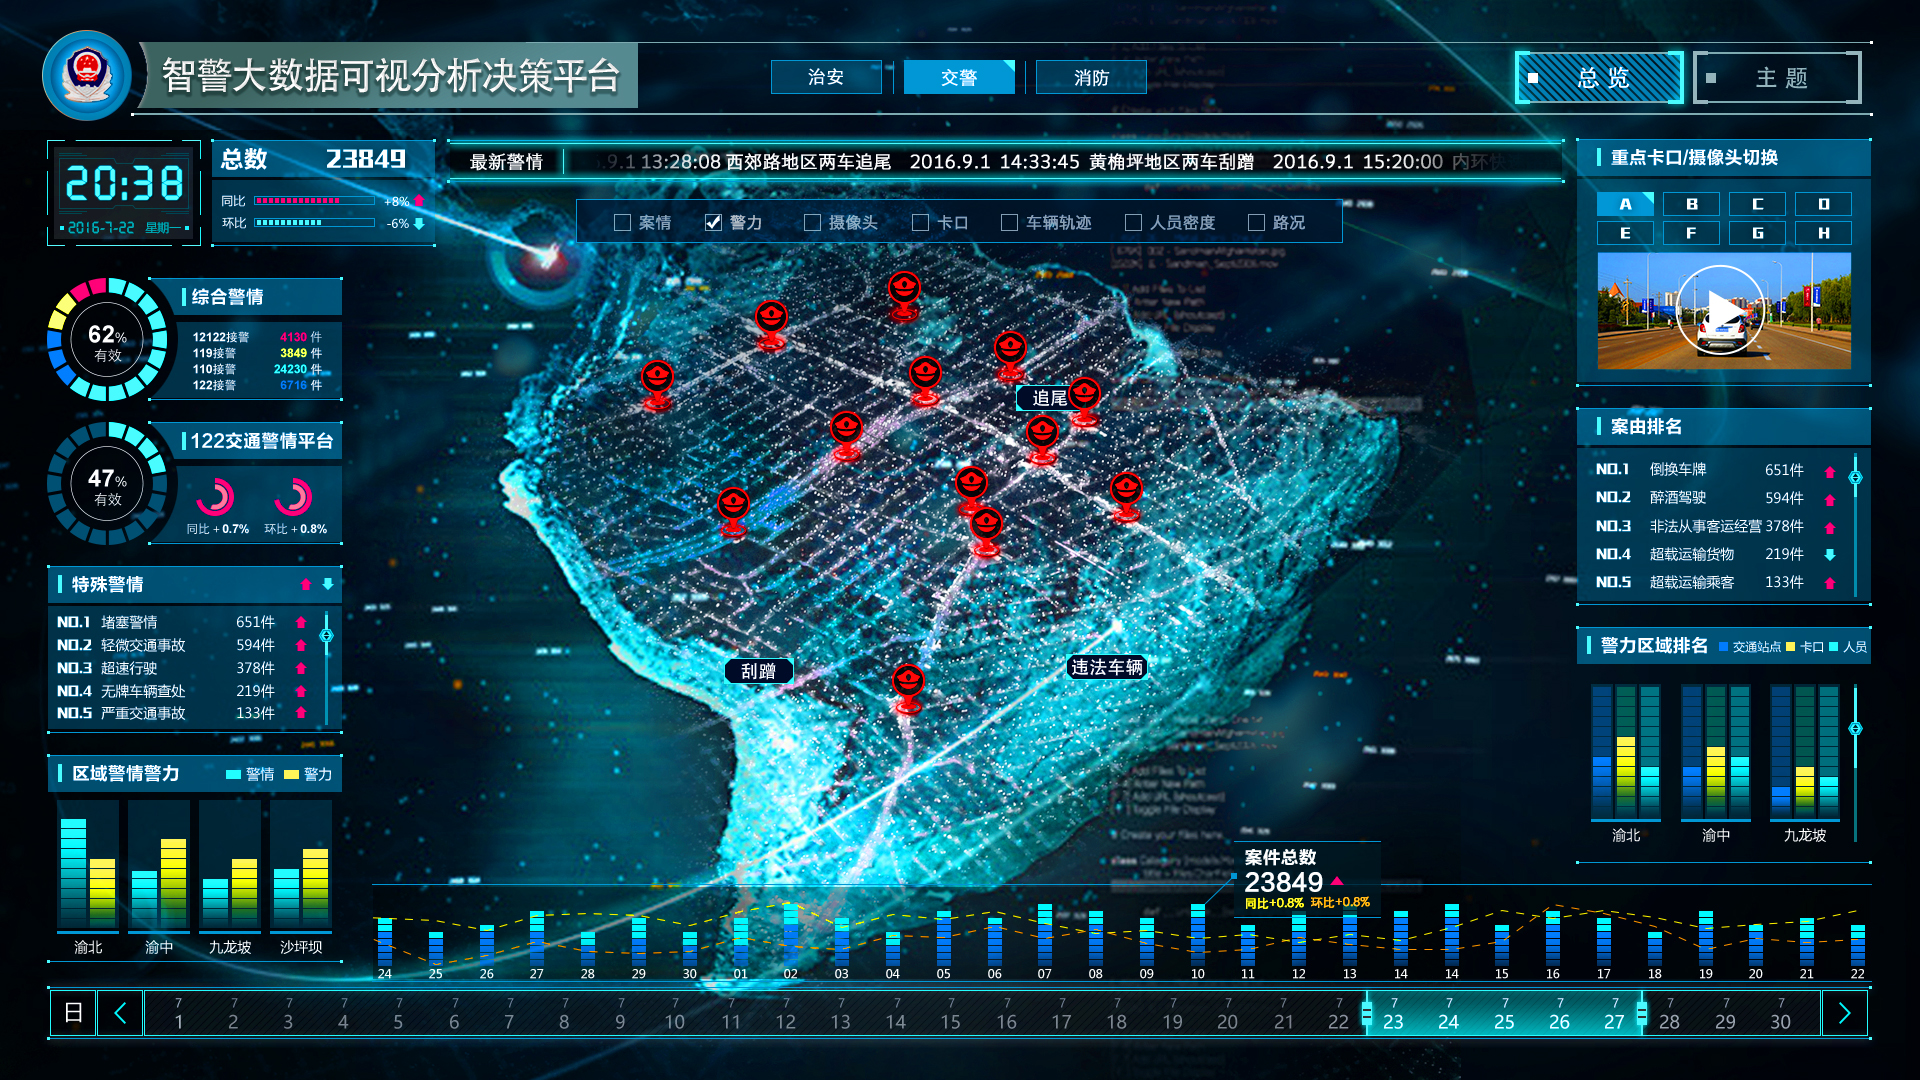 智警大数据可视分析决策平台
治安
交警
消防
总览
主题
20:38
2016-7-22 星期一
总数 23849
同比 +8%
环比 -6%
最新警情
.9.1 13:28:08 西郊路地区两车追尾 2016.9.1 14:33:45 黄桷坪地区两车刮蹭 2016.9.1 15:20:00 内环快
案情 警力 摄像头 卡口 车辆轨迹 人员密度 路况
重点卡口/摄像头切换
A B C D
E F G H
62%
有效
综合警情
12122接警 4130 件
119接警 3849 件
110接警 24230 件
122接警 6716 件
47%
有效
122交通警情平台
同比 + 0.7% 环比 + 0.8%
特殊警情
NO.1 堵塞警情 651件
NO.2 轻微交通事故 594件
NO.3 超速行驶 378件
NO.4 无牌车辆查处 219件
NO.5 严重交通事故 133件
区域警情警力 警情 警力
渝北 渝中 九龙坡 沙坪坝
追尾
刮蹭
违法车辆
案由排名
NO.1 倒换车牌 651件
NO.2 醉酒驾驶 594件
NO.3 非法从事客运经营 378件
NO.4 超载运输货物 219件
NO.5 超载运输乘客 133件
警力区域排名 交通站点 卡口 人员
渝北 渝中 九龙坡
案件总数
23849
同比+0.8% 环比+0.8%
24 25 26 27 28 29 30 01 02 03 04 05 06 07 08 09 10 11 12 13 14 14 15 16 17 18 19 20 21 22
日
7 7 7 7 7 7 7 7 7 7 7 7 7 7 7 7 7 7 7 7 7 7 7 7 7 7 7 7 7 7
1 2 3 4 5 6 7 8 9 10 11 12 13 14 15 16 17 18 19 20 21 22 23 24 25 26 27 28 29 30